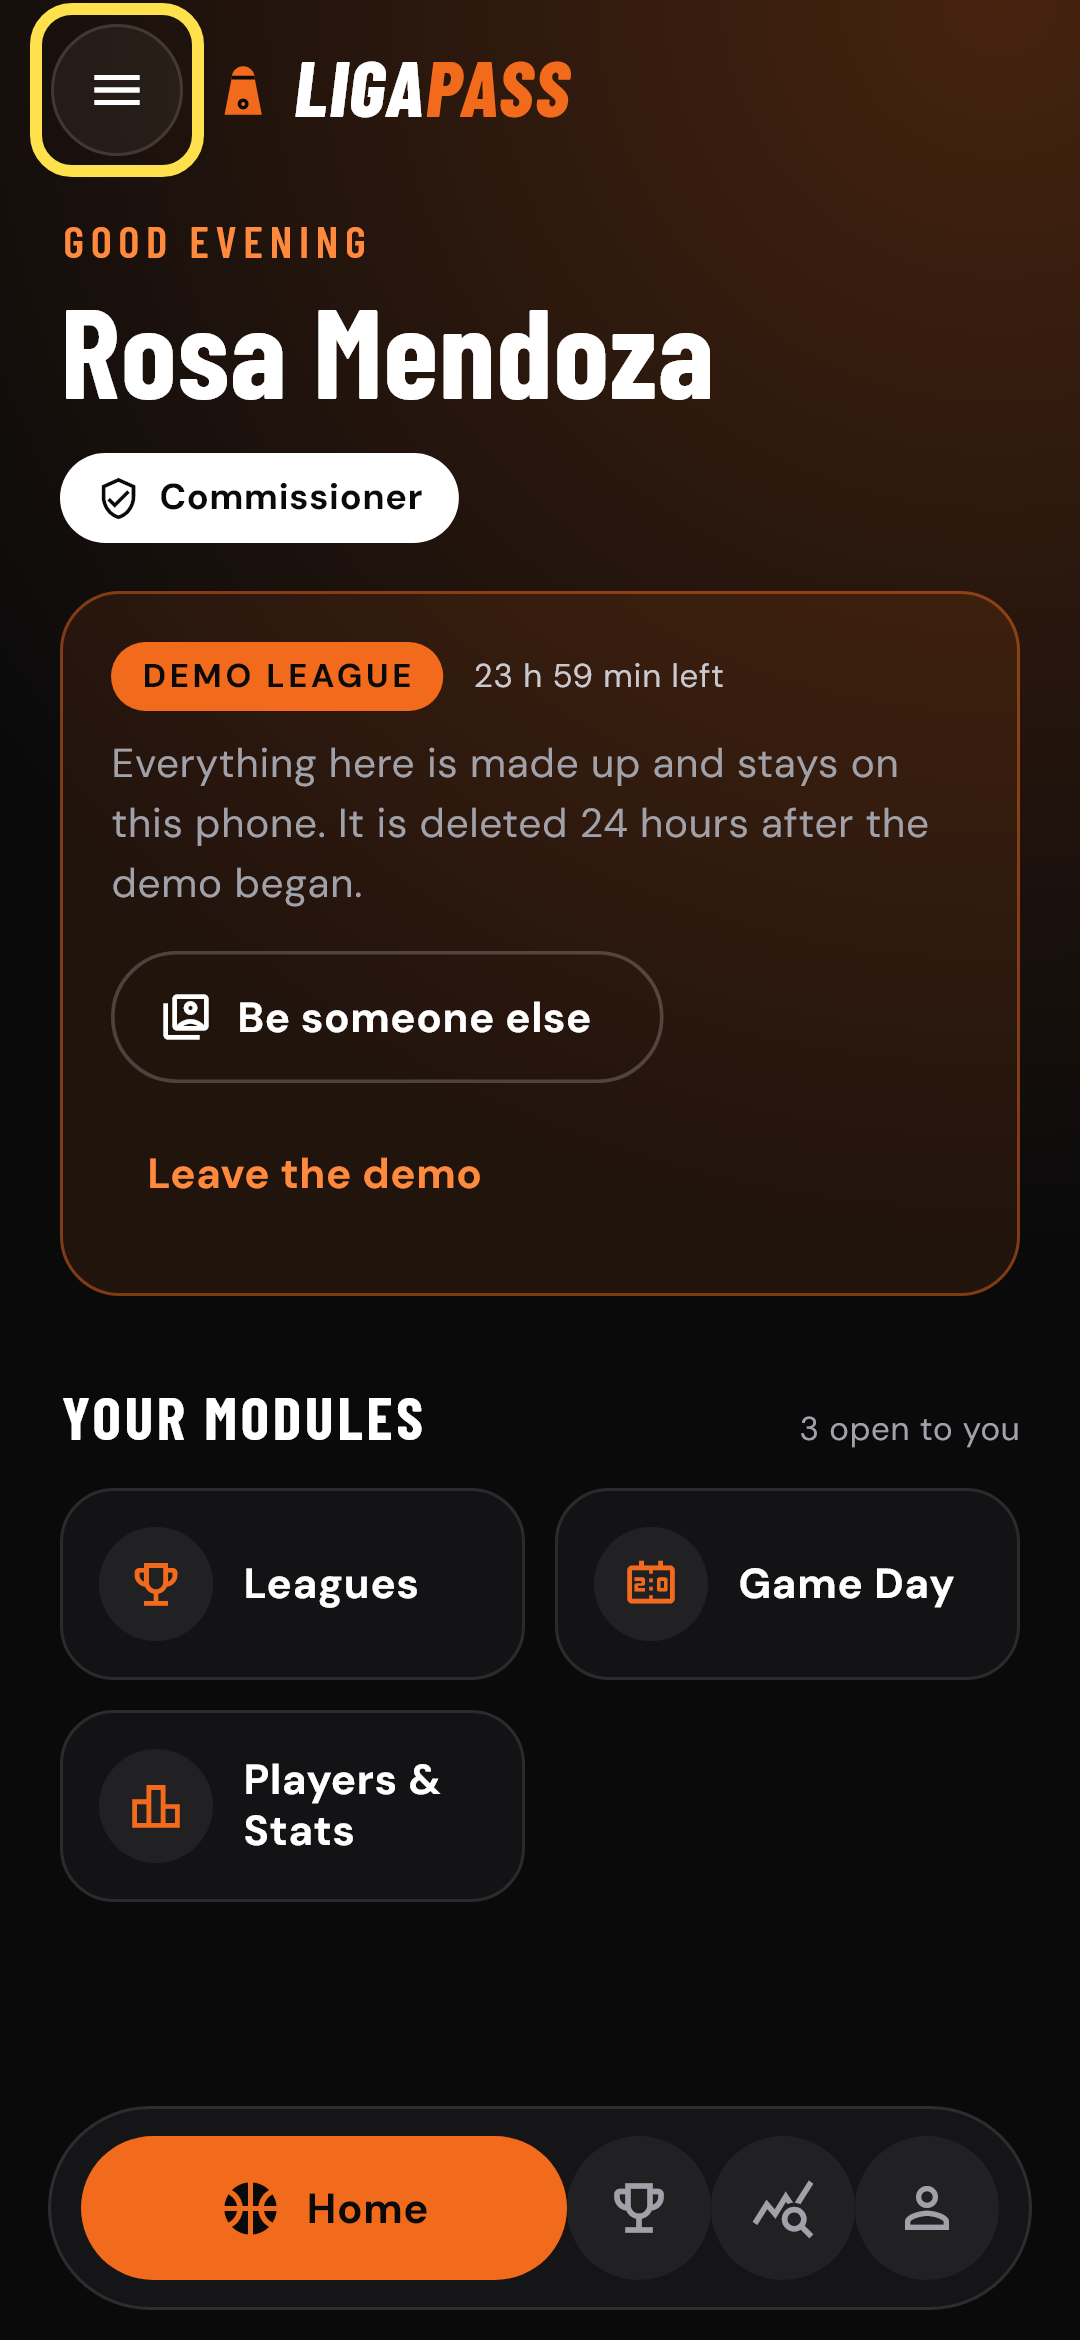 LIGAPASS
GOOD EVENING
Rosa Mendoza
Commissioner
DEMO LEAGUE
23 h 59 min left
Everything here is made up and stays on
this phone. It is deleted 24 hours after the
demo began.
Be someone else
Leave the demo
YOUR MODULES
3 open to you
Leagues
Game Day
Players &
Stats
Home